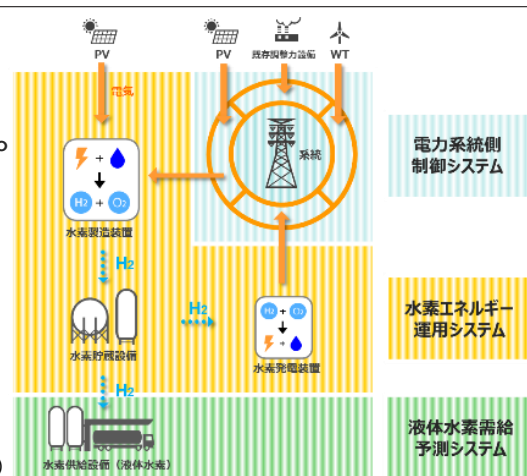 PV
PV
既存調整力設備
WT
電気
系統
電力系統側
制御システム
+
H2 + O2
水素製造装置
H2
H2
H2 + O2
+
水素貯蔵設備
水素発電装置
水素エネルギー
運用システム
H2
水素供給設備（液体水素）
液体水素需給
予測システム
。
)